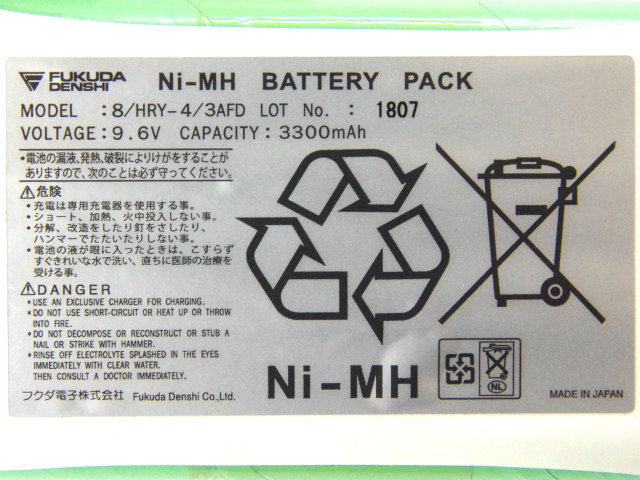 FUKUDA DENSHI Ni-MH BATTERY PACK
MODEL :8/HRY-4/3AFD LOT No. : 1807
VOLTAGE:9.6V CAPACITY:3300mAh
・電池の漏液、発熱、破裂によりけがをすることが
ありますので、次のことは必ず守ってください。
⚠危険
・充電は専用充電器を使用する事。
・ショート、加熱、火中投入しない事。
・分解、改造をしたり釘をさしたり、
ハンマーでたたいたりしない事。
・電池の液が眼に入ったときは、こすらず
すぐきれいな水で洗い、直ちに医師の治療を
受ける事。
⚠DANGER
*USE AN EXCLUSIVE CHARGER FOR CHARGING.
*DO NOT USE SHORT-CIRCUIT OR HEAT UP OR THROW
INTO FIRE.
*DO NOT DECOMPOSE OR RECONSTRUCT OR STUB A
NAIL OR STRIKE WITH HAMMER.
*RINSE OFF ELECTROLYTE SPLASHED IN THE EYES
IMMEDIATELY WITH CLEAR WATER.
THEN CONSULT A DOCTOR IMMEDIATELY.
フクダ電子株式会社 Fukuda Denshi Co.,Ltd.
Ni-MH
NL
MADE IN JAPAN